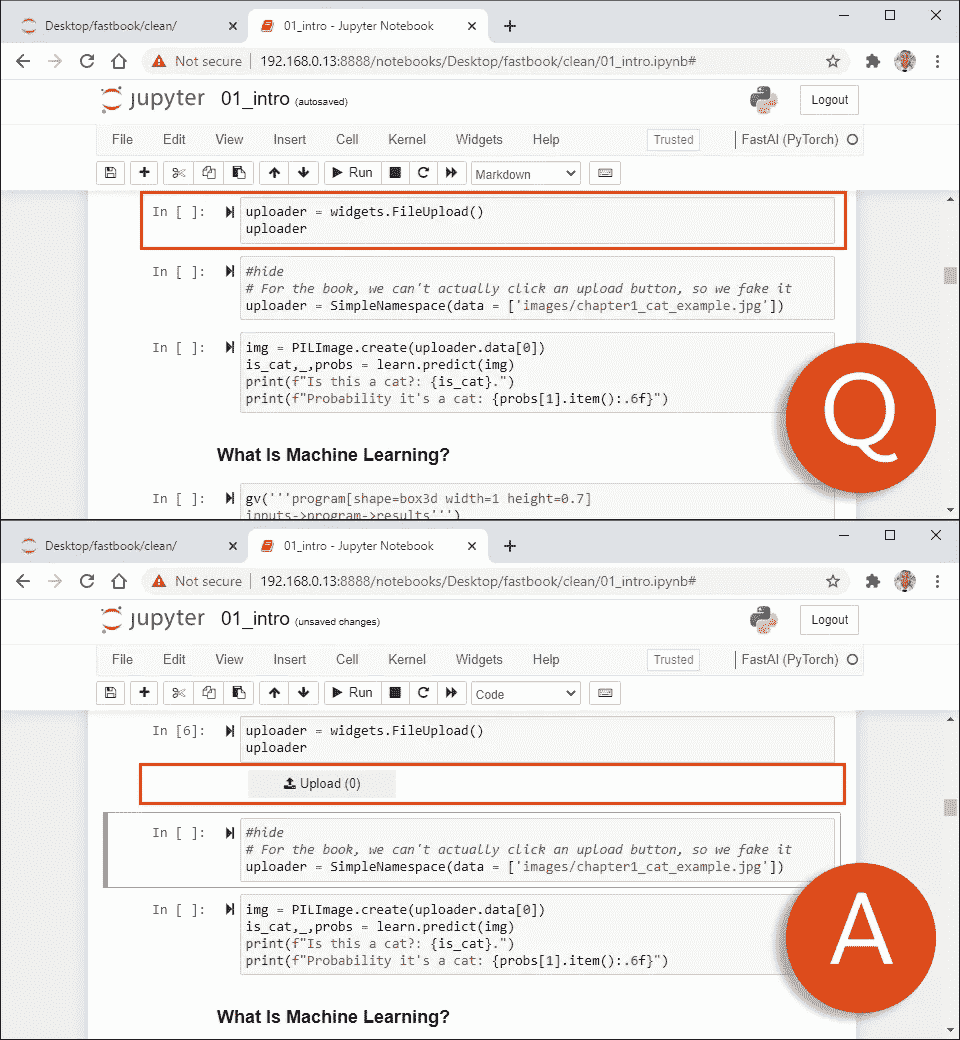 Desktop/fastbook/clean/ 01_intro - Jupyter Notebook
Not secure 192.168.0.13:8888/notebooks/Desktop/fastbook/clean/01_intro.ipynb#
jupyter 01_intro (autosaved) Logout
File Edit View Insert Cell Kernel Widgets Help Trusted FastAI (PyTorch)
Run Markdown
In [ ]: uploader = widgets.FileUpload()
uploader
In [ ]: #hide
# For the book, we can't actually click an upload button, so we fake it
uploader = SimpleNamespace(data = ['images/chapter1_cat_example.jpg'])
In [ ]: img = PILImage.create(uploader.data[0])
is_cat,_,probs = learn.predict(img)
print(f"Is this a cat?: {is_cat}.")
print(f"Probability it's a cat: {probs[1].item():.6f}")
Q
What Is Machine Learning?
In [ ]: gv('''program[shape=box3d width=1 height=0.7]
inputs->program->results''')
Desktop/fastbook/clean/ 01_intro - Jupyter Notebook
Not secure 192.168.0.13:8888/notebooks/Desktop/fastbook/clean/01_intro.ipynb#
jupyter 01_intro (unsaved changes) Logout
File Edit View Insert Cell Kernel Widgets Help Trusted FastAI (PyTorch)
Run Code
In [6]: uploader = widgets.FileUpload()
uploader
Upload (0)
In [ ]: #hide
# For the book, we can't actually click an upload button, so we fake it
uploader = SimpleNamespace(data = ['images/chapter1_cat_example.jpg'])
In [ ]: img = PILImage.create(uploader.data[0])
is_cat,_,probs = learn.predict(img)
print(f"Is this a cat?: {is_cat}.")
print(f"Probability it's a cat: {probs[1].item():.6f}")
A
What Is Machine Learning?